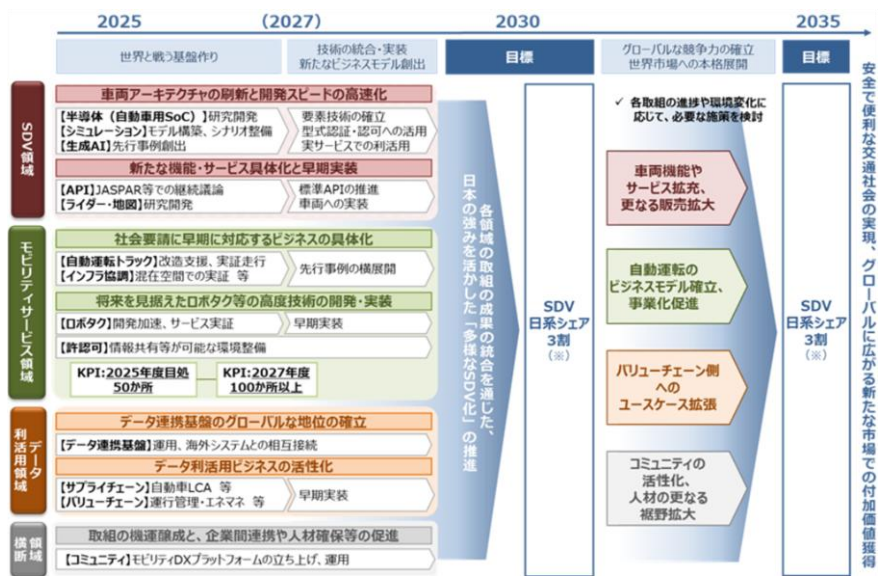 2025
(2027)
2030
2035
世界と戦う基盤作り
技術の統合・実装
新たなビジネスモデル創出
目標
グローバルな競争力の確立
世界市場への本格展開
目標
SDV領域
車両アーキテクチャの刷新と開発スピードの高速化
【半導体（自動車用SoC）】研究開発
【シミュレーション】モデル構築、シナリオ整備
【生成AI】先行事例創出
要素技術の確立
型式認証・認可への活用
実サービスでの利活用
新たな機能・サービス具体化と早期実装
【API】JASPAR等での継続議論
【ライダー・地図】研究開発
標準APIの推進
車両への実装
モビリティサービス領域
社会要請に早期に対応するビジネスの具体化
【自動運転トラック】改造支援、実証走行
【インフラ協調】混在空間での実証 等
先行事例の横展開
将来を見据えたロボタク等の高度技術の開発・実装
【ロボタク】開発加速、サービス実証
早期実装
【許認可】情報共有等が可能な環境整備
KPI:2025年度目処
50か所
KPI:2027年度
100か所以上
データ
利活用領域
データ連携基盤のグローバルな地位の確立
【データ連携基盤】運用、海外システムとの相互接続
データ利活用ビジネスの活性化
【サプライチェーン】自動車LCA 等
【バリューチェーン】運行管理・エネマネ 等
早期実装
領域
横断
取組の機運醸成と、企業間連携や人材確保等の促進
【コミュニティ】モビリティDXプラットフォームの立ち上げ、運用
各領域の取組の成果の統合を通じた、
日本の強みを活かした「多様なSDV化」の推進
SDV
日系シェア
3割
(※)
✓ 各取組の進捗や環境変化に
応じて、必要な施策を検討
車両機能や
サービス拡充、
更なる販売拡大
自動運転の
ビジネスモデル確立、
事業化促進
バリューチェーン側
への
ユースケース拡張
コミュニティの
活性化、
人材の更なる
裾野拡大
SDV
日系シェア
3割
(※)
安全で便利な交通社会の実現、グローバルに広がる新たな市場での付加価値獲得